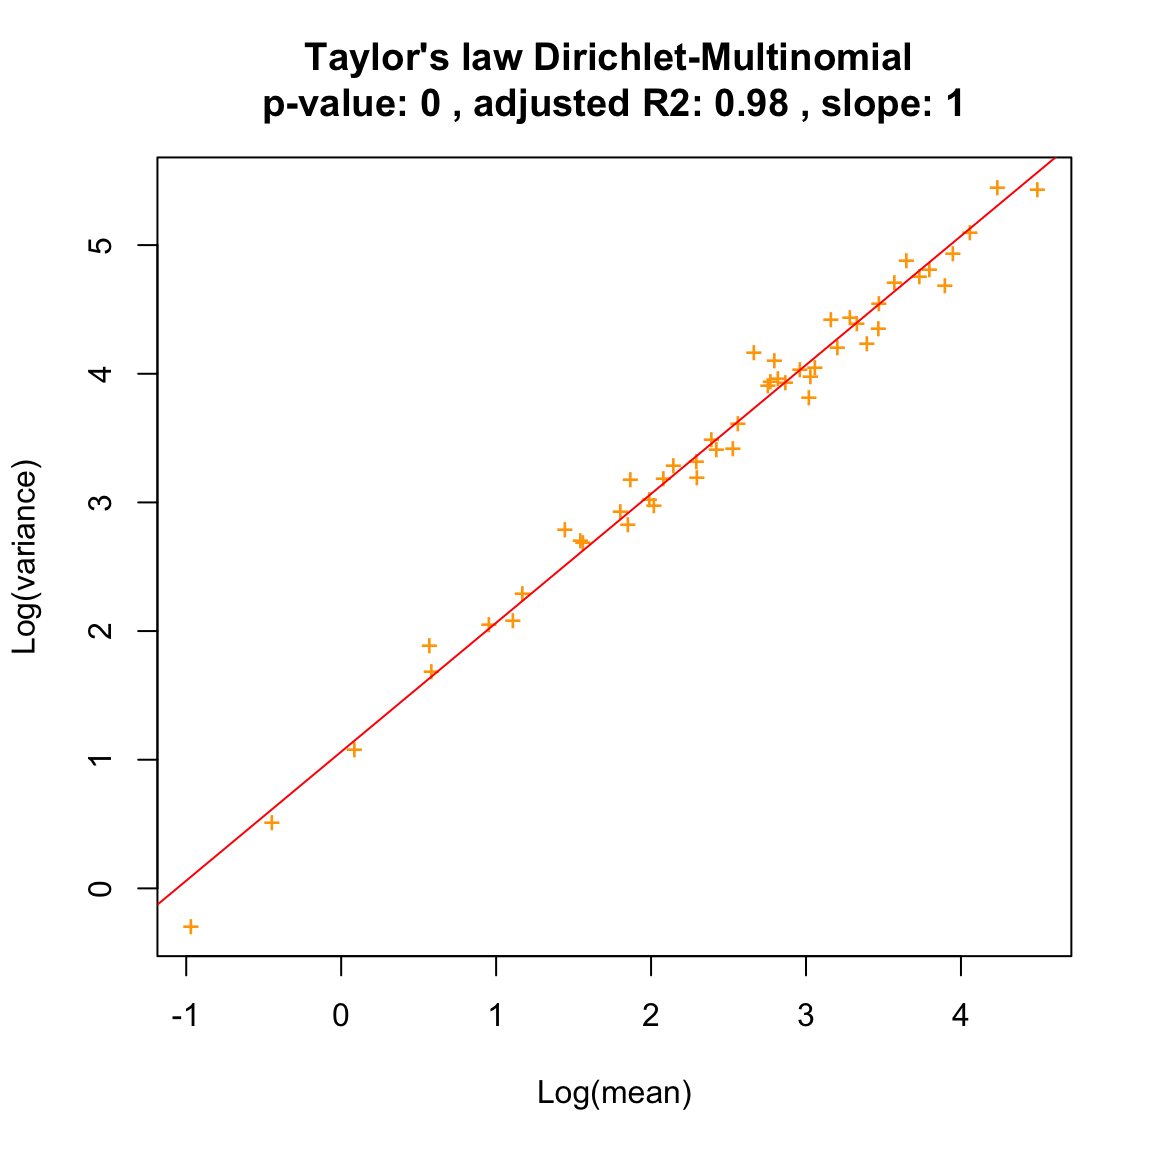 Taylor's law Dirichlet-Multinomial
p-value: 0 , adjusted R2: 0.98 , slope: 1
5
4
3
2
1
0
Log(variance)
-1 0 1 2 3 4
Log(mean)